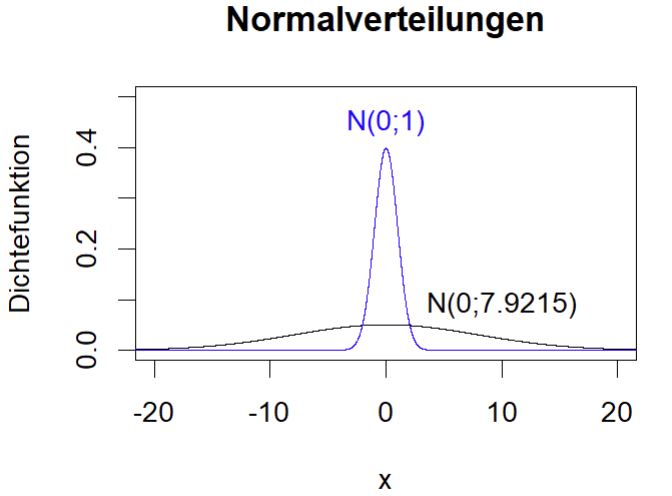 Normalverteilungen
Dichtefunktion
0.4
0.2
0.0
N(0;1)
N(0;7.9215)
-20 -10 0 10 20
x